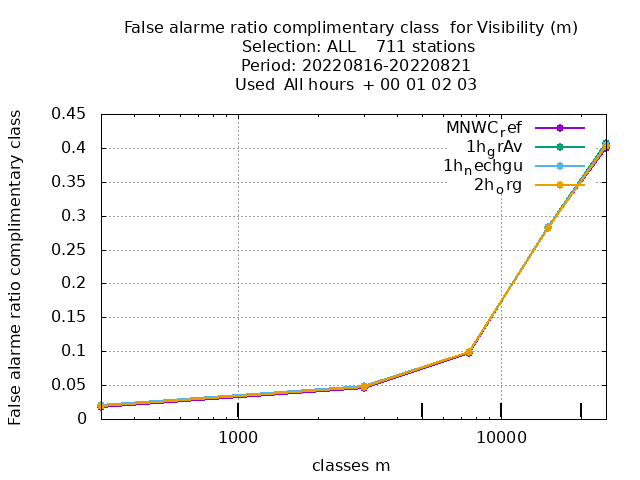 False alarme ratio complimentary class  for Visibility (m)
Selection: ALL    711 stations
Period: 20220816-20220821
Used  All hours  + 00 01 02 03
False alarme ratio complimentary class
0.45
0.4
0.35
0.3
0.25
0.2
0.15
0.1
0.05
0
MNWCref
1hgrAv
1hnechgu
2horg
1000
10000
classes m